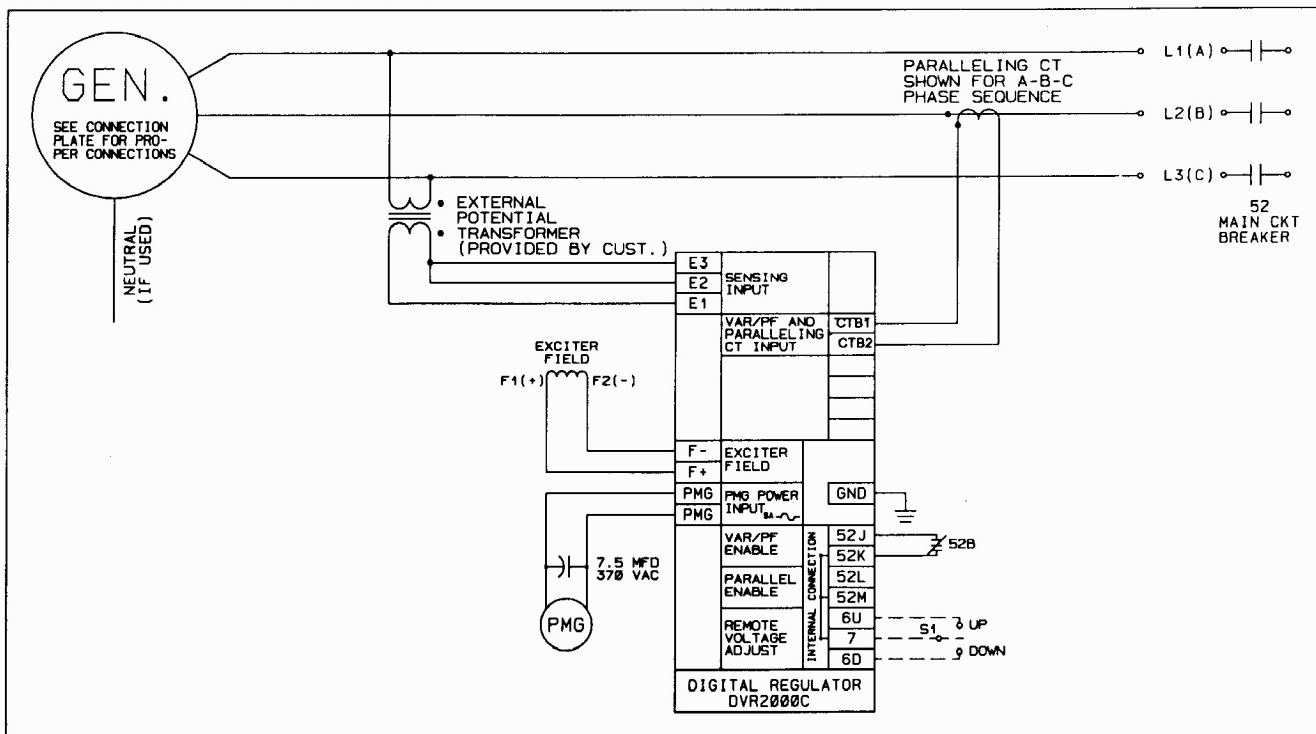 GEN.
SEE CONNECTION
PLATE FOR PRO-
PER CONNECTIONS
NEUTRAL
(IF USED)
L1(A)
L2(B)
L3(C)
52
MAIN CKT
BREAKER
PARALLELING CT
SHOWN FOR A-B-C
PHASE SEQUENCE
EXTERNAL
POTENTIAL
TRANSFORMER
(PROVIDED BY CUST.)
E3
E2
E1
SENSING
INPUT
VAR/PF AND
PARALLELING
CT INPUT
CTB1
CTB2
EXCITER
FIELD
F1(+)
F2(-)
F-
F+
EXCITER
FIELD
PMG
PMG
PMG POWER
INPUT
5A
GND
7.5 MFD
370 VAC
PMG
VAR/PF
ENABLE
PARALLEL
ENABLE
REMOTE
VOLTAGE
ADJUST
INTERNAL CONNECTION
52J
52K
52L
52M
6U
7
6D
52B
S1
UP
DOWN
DIGITAL REGULATOR
DVR2000C